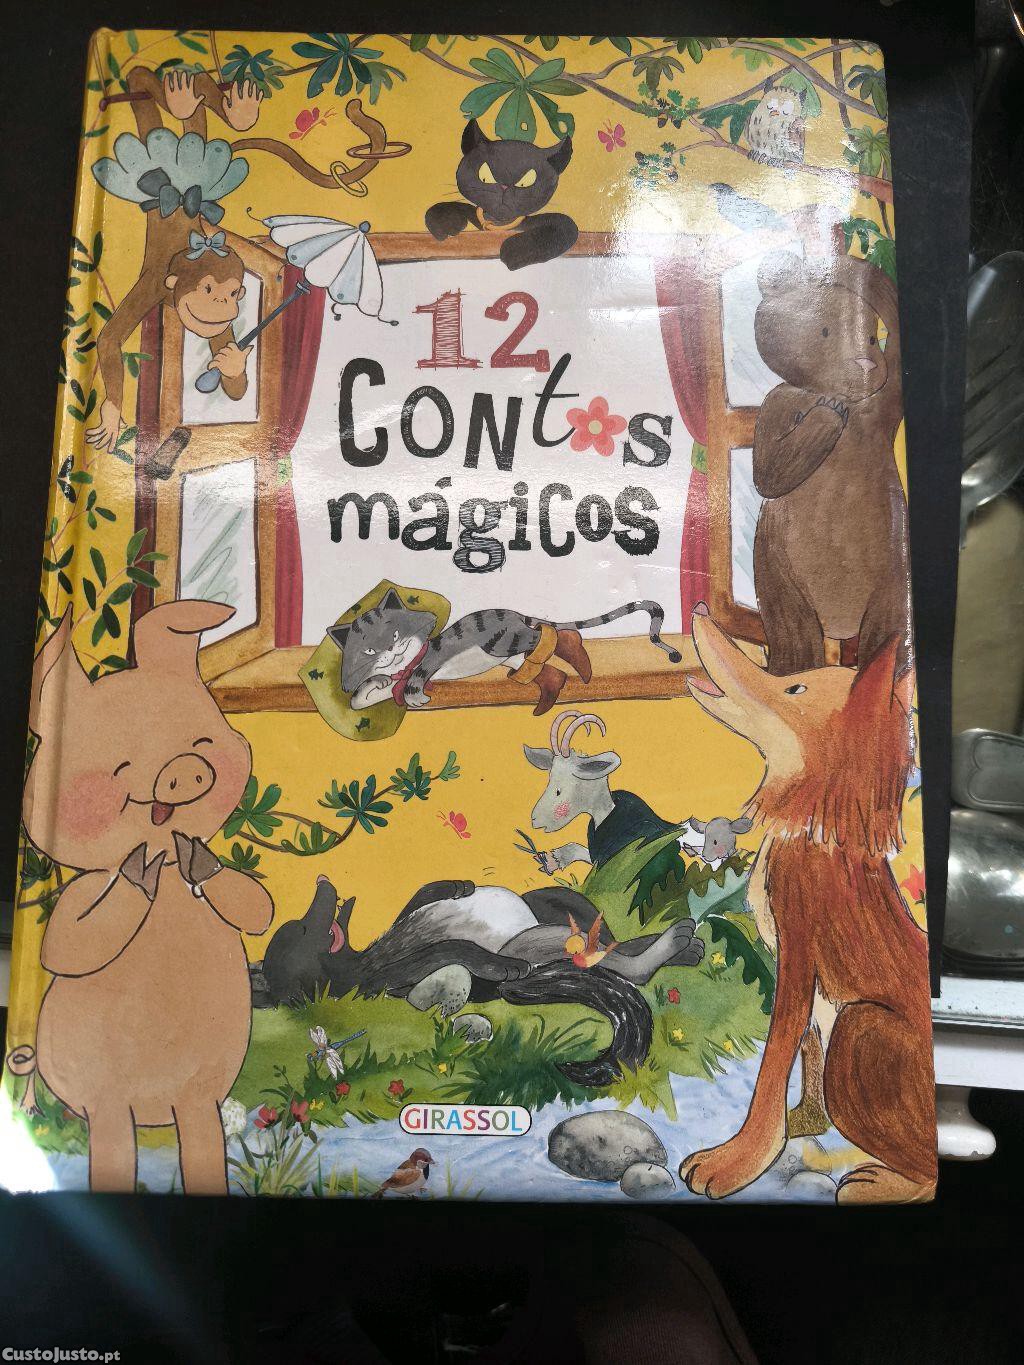 12
CONtos
mágicos
GIRASSOL
CustoJusto.pt